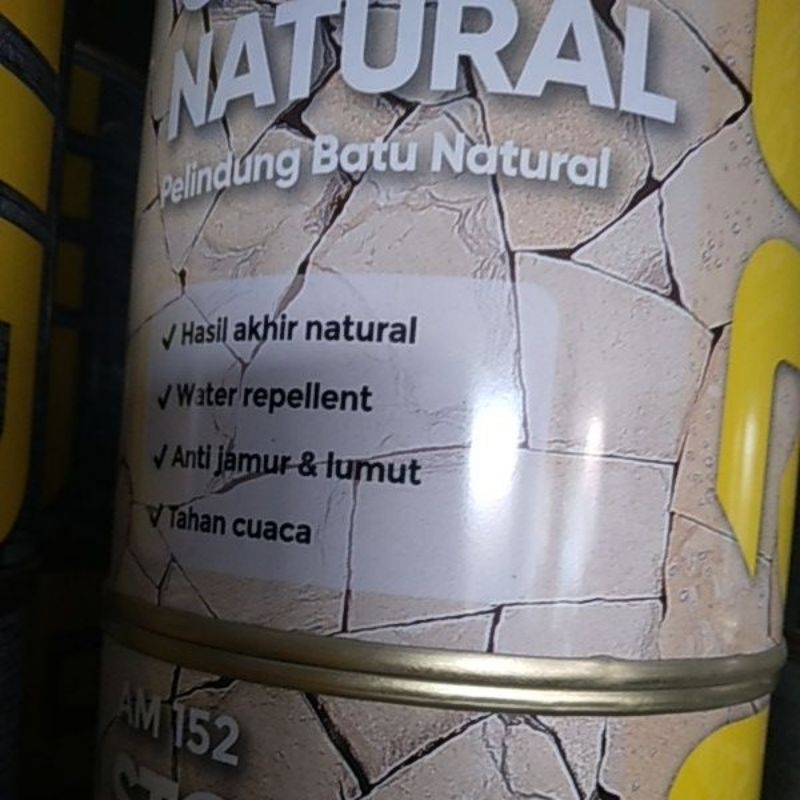 NATURAL
Pelindung Batu Natural
✓ Hasil akhir natural
✓ Water repellent
✓ Anti jamur & lumut
✓ Tahan cuaca
AM 152